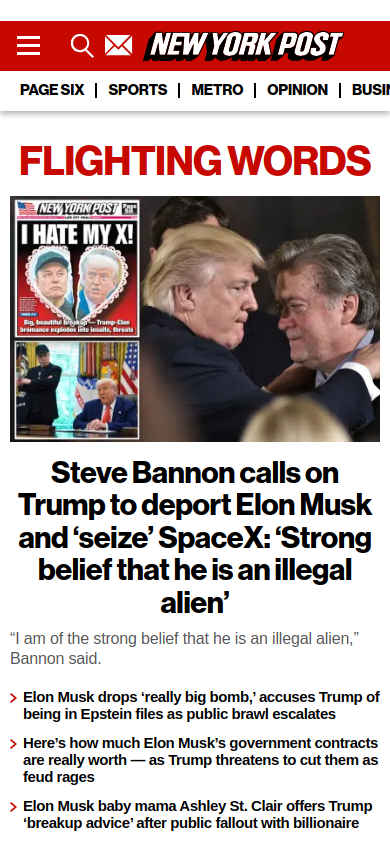 NEW YORK POST
PAGE SIX | SPORTS | METRO | OPINION | BUSIN
FLIGHTING WORDS
NEW YORK POST
I HATE MY X!
Big, beautiful breakup — Trump-Elon
bromance explodes into insults, threats
Steve Bannon calls on
Trump to deport Elon Musk
and ‘seize’ SpaceX: ‘Strong
belief that he is an illegal
alien’
“I am of the strong belief that he is an illegal alien,”
Bannon said.
Elon Musk drops ‘really big bomb,’ accuses Trump of
being in Epstein files as public brawl escalates
Here’s how much Elon Musk’s government contracts
are really worth — as Trump threatens to cut them as
feud rages
Elon Musk baby mama Ashley St. Clair offers Trump
‘breakup advice’ after public fallout with billionaire